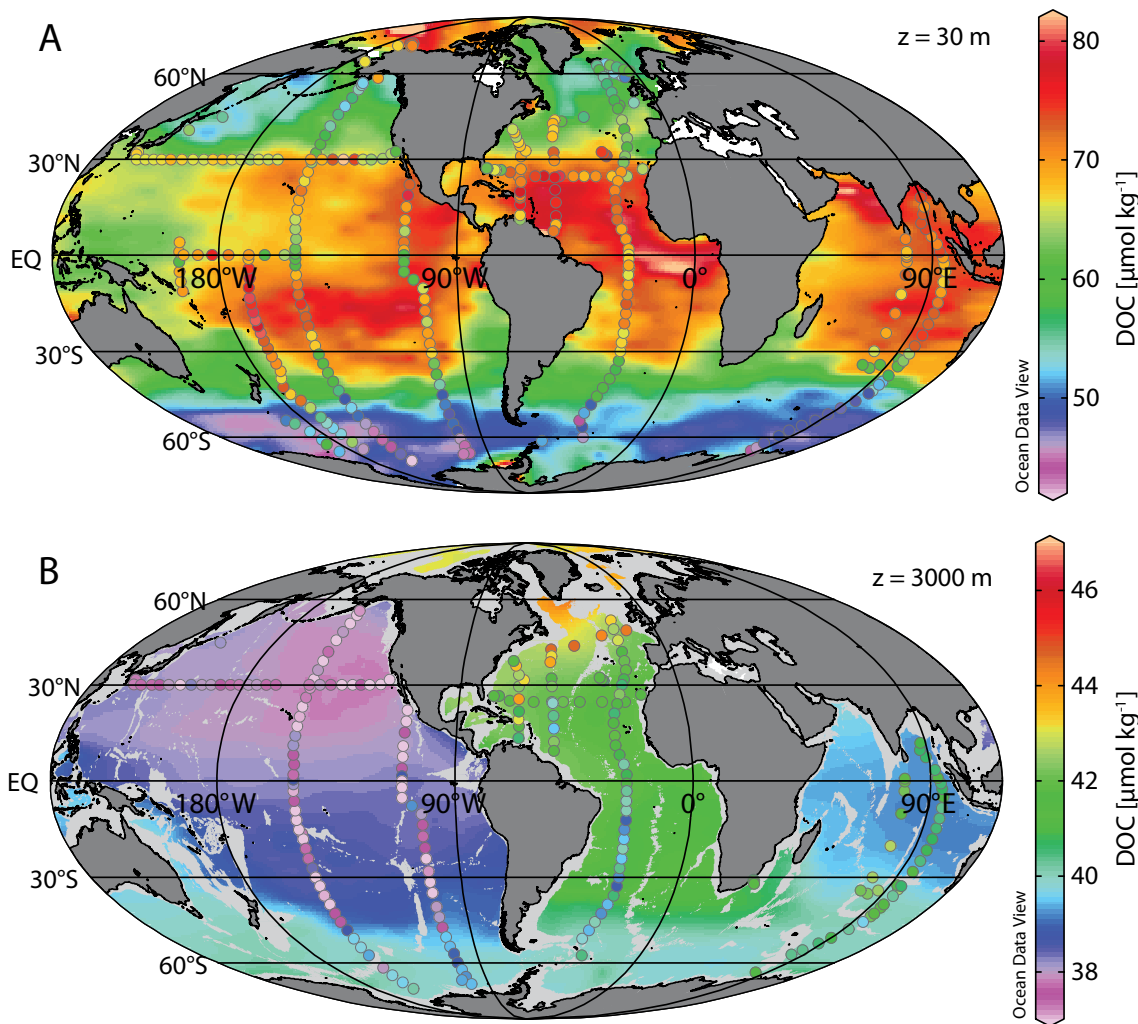 A
z = 30 m
60°N
30°N
EQ
180°W
90°W
0°
90°E
30°S
60°S
80
70
60
50
DOC [µmol kg⁻¹]
Ocean Data View
B
z = 3000 m
60°N
30°N
EQ
180°W
90°W
0°
90°E
30°S
60°S
46
44
42
40
38
DOC [µmol kg⁻¹]
Ocean Data View